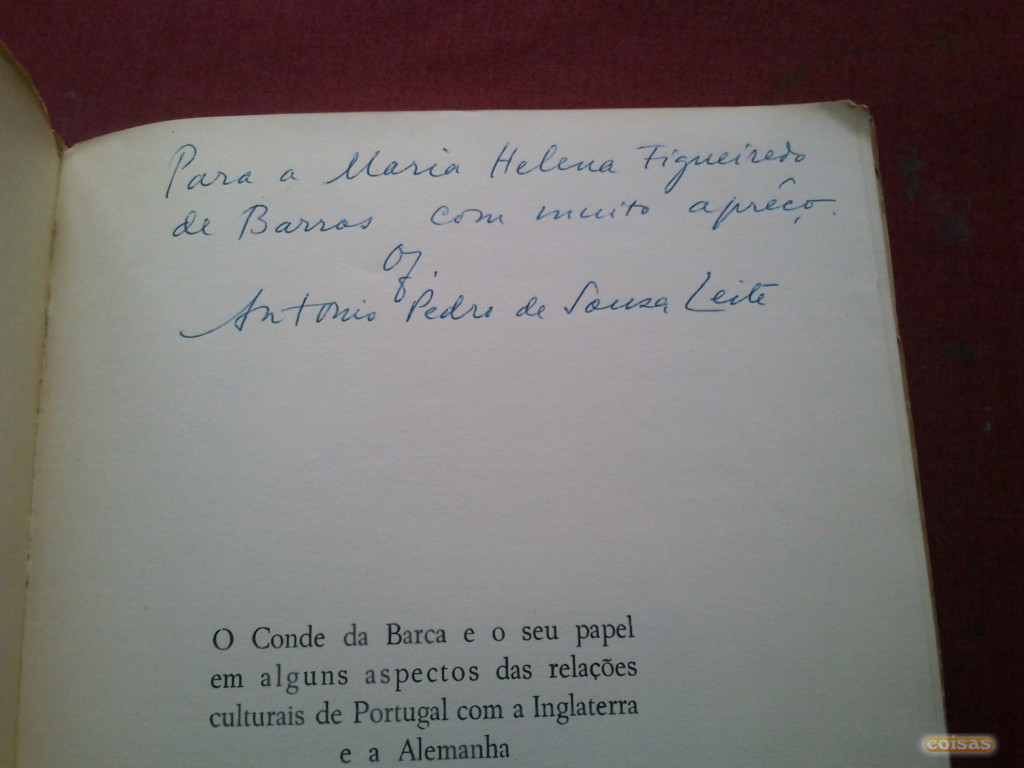 Para a Maria Helena Figueiredo
de Barros com muito aprêço.
Of.
Antonio Pedro de Sousa Leite
O Conde da Barca e o seu papel
em alguns aspectos das relações
culturais de Portugal com a Inglaterra
e a Alemanha
coisas